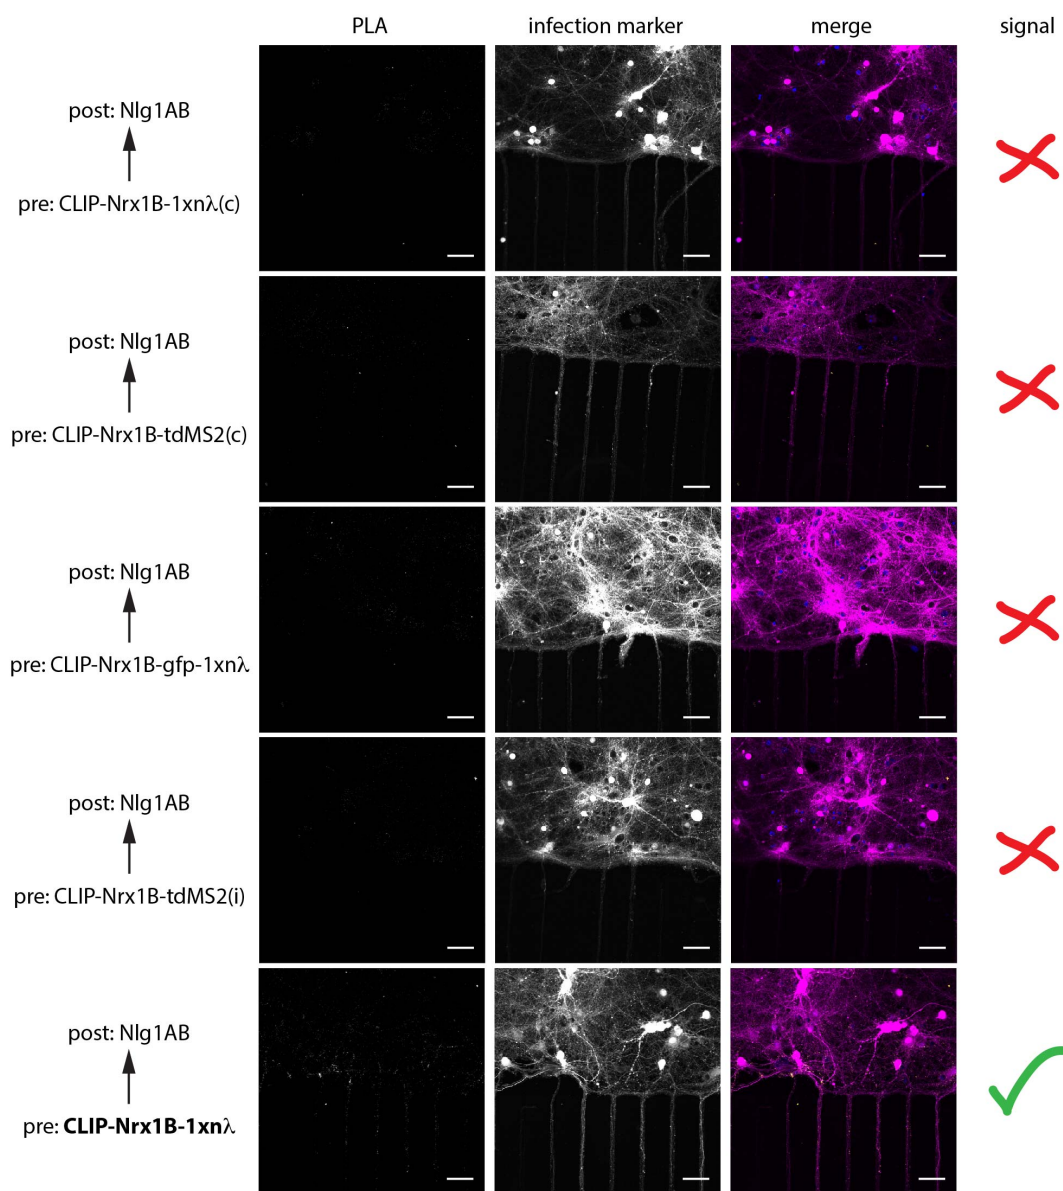 PLA infection marker merge signal
post: Nlg1AB
pre: CLIP-Nrx1B-1xnλ(c)
post: Nlg1AB
pre: CLIP-Nrx1B-tdMS2(c)
post: Nlg1AB
pre: CLIP-Nrx1B-gfp-1xnλ
post: Nlg1AB
pre: CLIP-Nrx1B-tdMS2(i)
post: Nlg1AB
pre: CLIP-Nrx1B-1xnλ